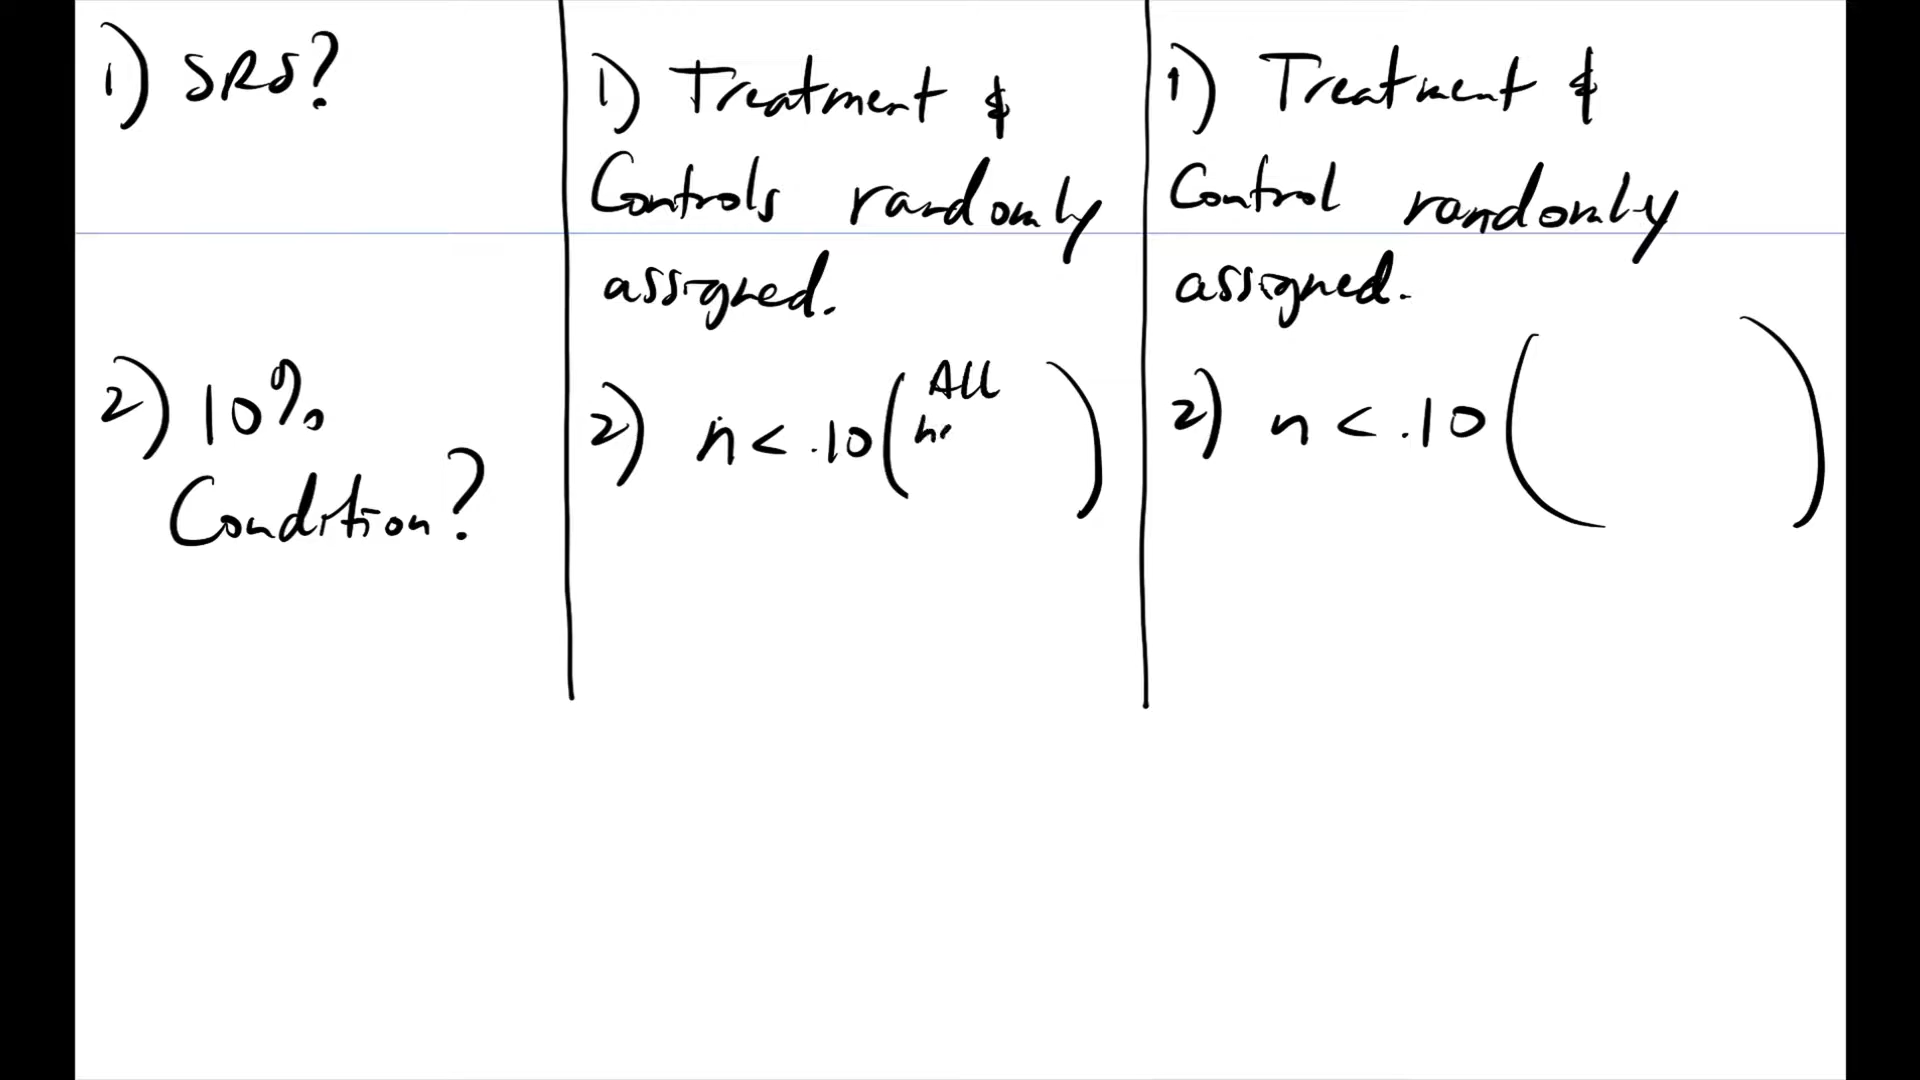 1) SRS?
2) 10%
Condition?
1) Treatment &
Controls randomly
assigned.
2) n < .10 (All
)
1) Treatment &
Control randomly
assigned.
2) n < .10 ( )